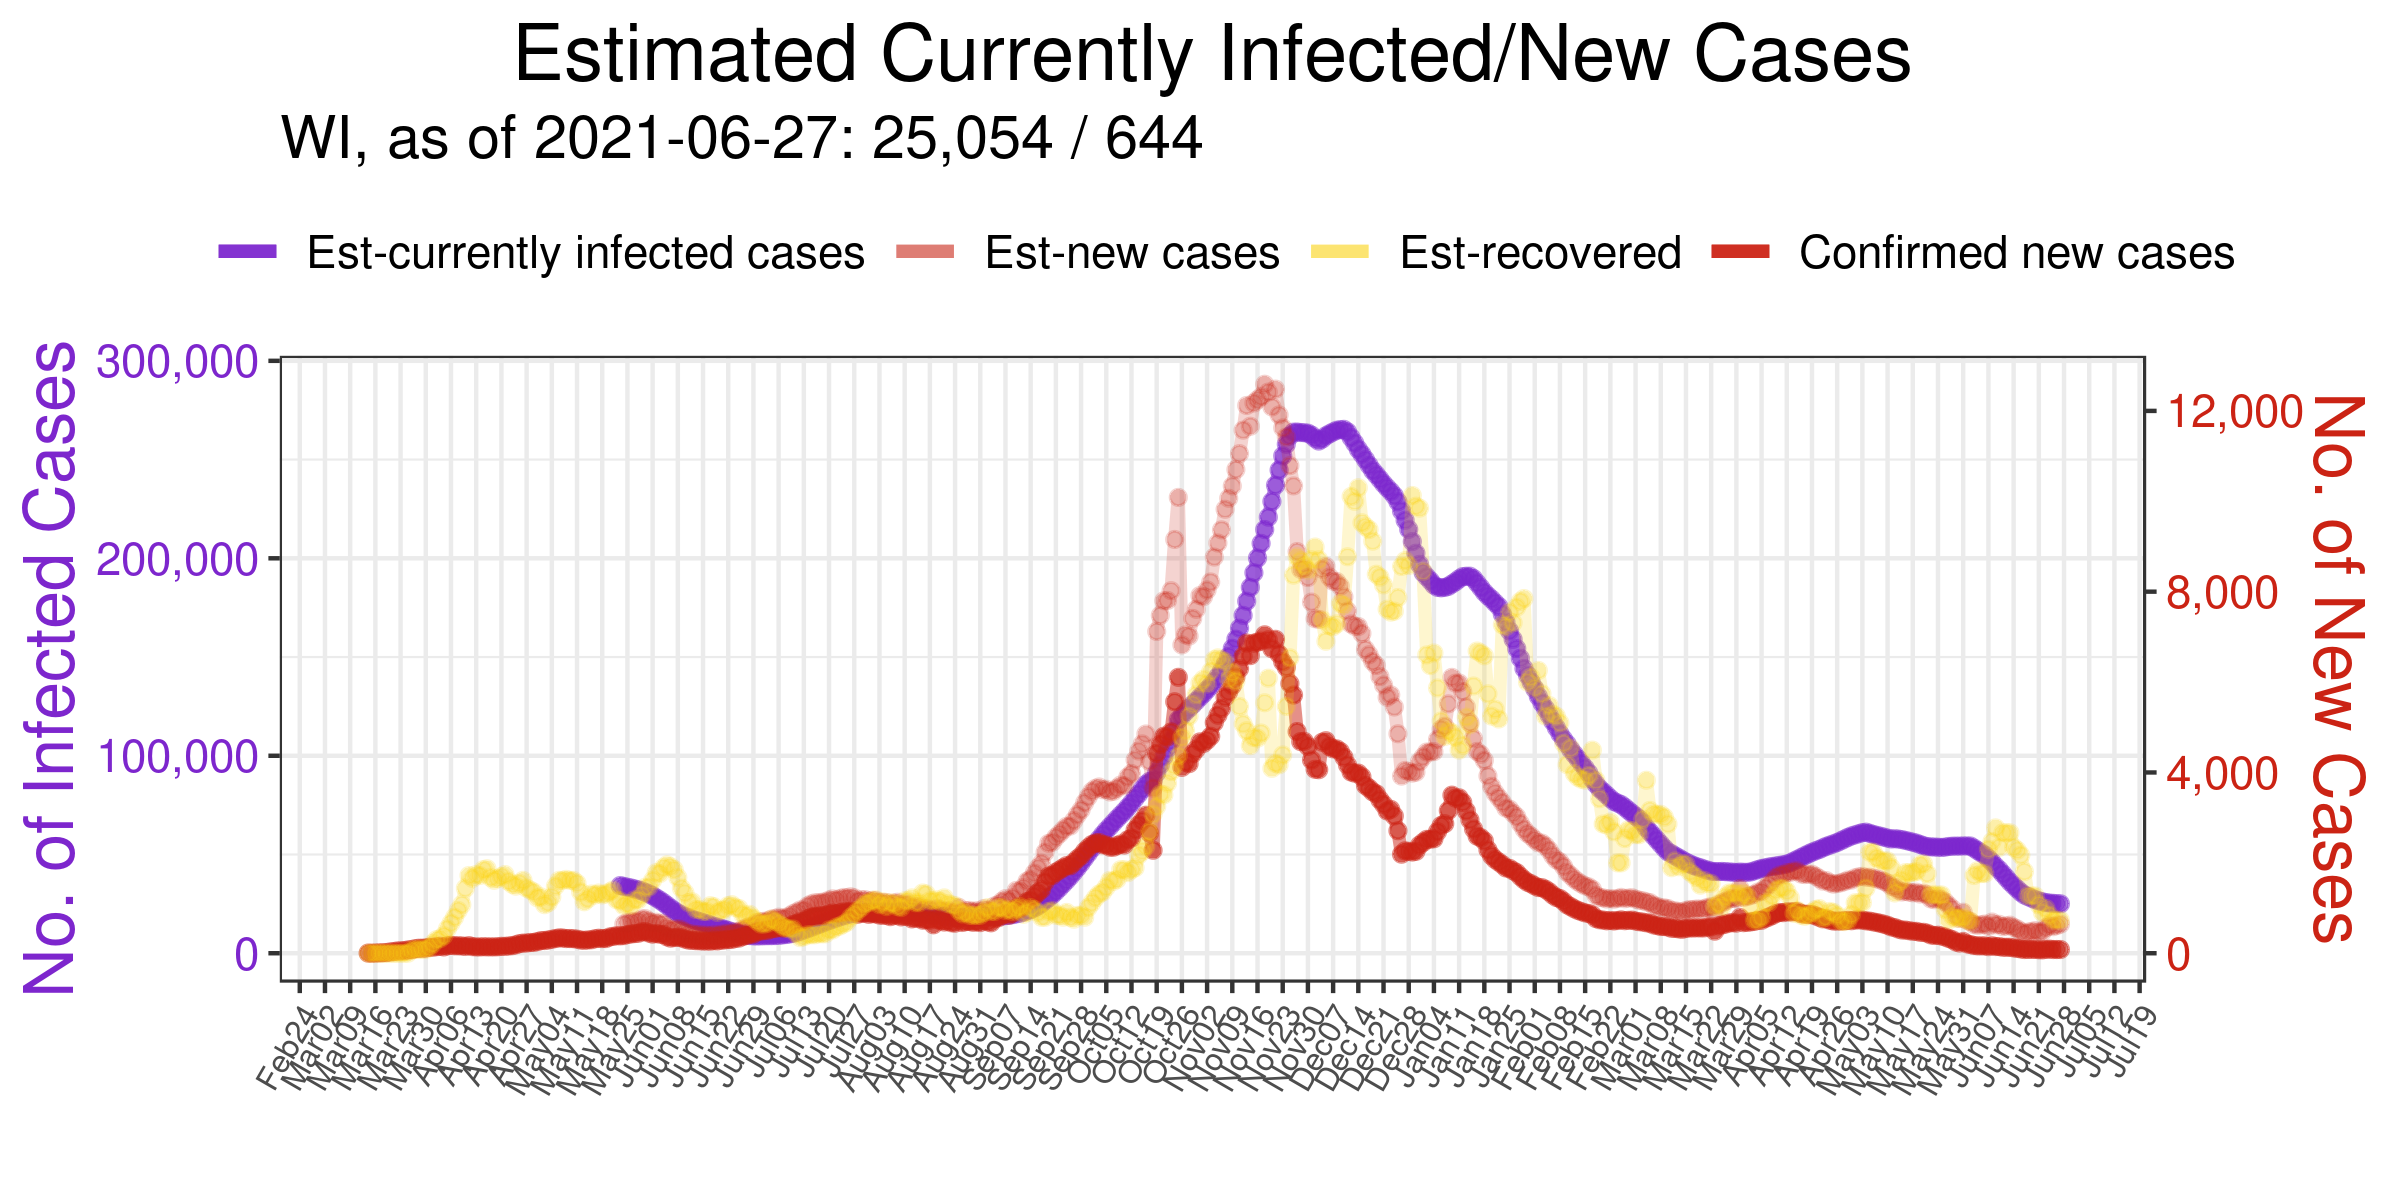 Estimated Currently Infected/New Cases
WI, as of 2021-06-27: 25,054 / 644
Est-currently infected cases
Est-new cases
Est-recovered
Confirmed new cases
No. of Infected Cases
300,000
200,000
100,000
0
12,000
8,000
4,000
0
No. of New Cases
Feb24
Mar02
Mar09
Mar16
Mar23
Mar30
Apr06
Apr13
Apr20
Apr27
May04
May11
May18
May25
Jun01
Jun08
Jun15
Jun22
Jun29
Jul06
Jul13
Jul20
Jul27
Aug03
Aug10
Aug17
Aug24
Aug31
Sep07
Sep14
Sep21
Sep28
Oct05
Oct12
Oct19
Oct26
Nov02
Nov09
Nov16
Nov23
Nov30
Dec07
Dec14
Dec21
Dec28
Jan04
Jan11
Jan18
Jan25
Feb01
Feb08
Feb15
Feb22
Mar01
Mar08
Mar15
Mar22
Mar29
Apr05
Apr12
Apr19
Apr26
May03
May10
May17
May24
May31
Jun07
Jun14
Jun21
Jun28
Jul05
Jul12
Jul19